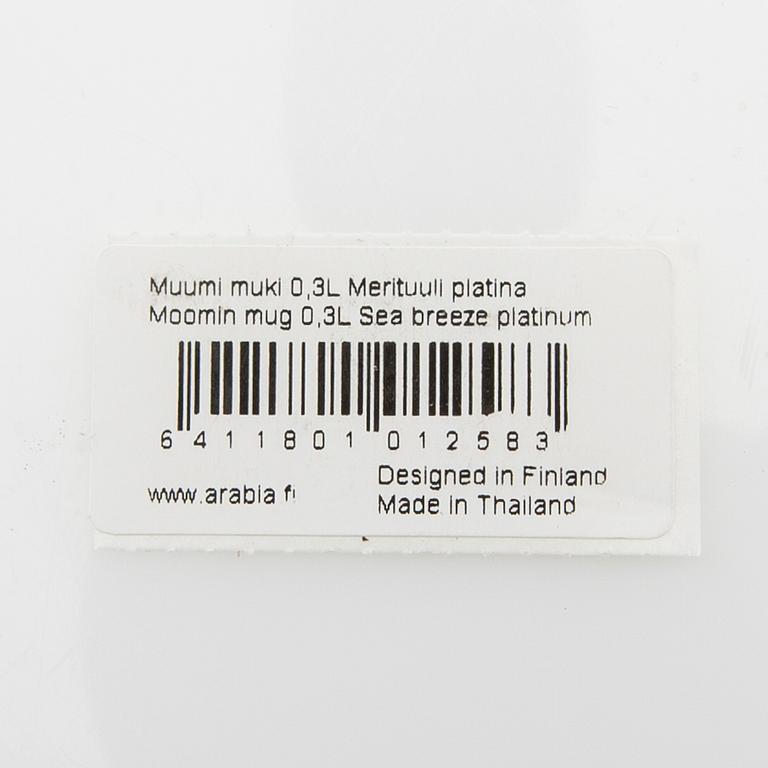 Muumi muki 0,3L Merituuli platina
Moomin mug 0,3L Sea breeze platinum
6 411801 012583
www.arabia.fi
Designed in Finland
Made in Thailand